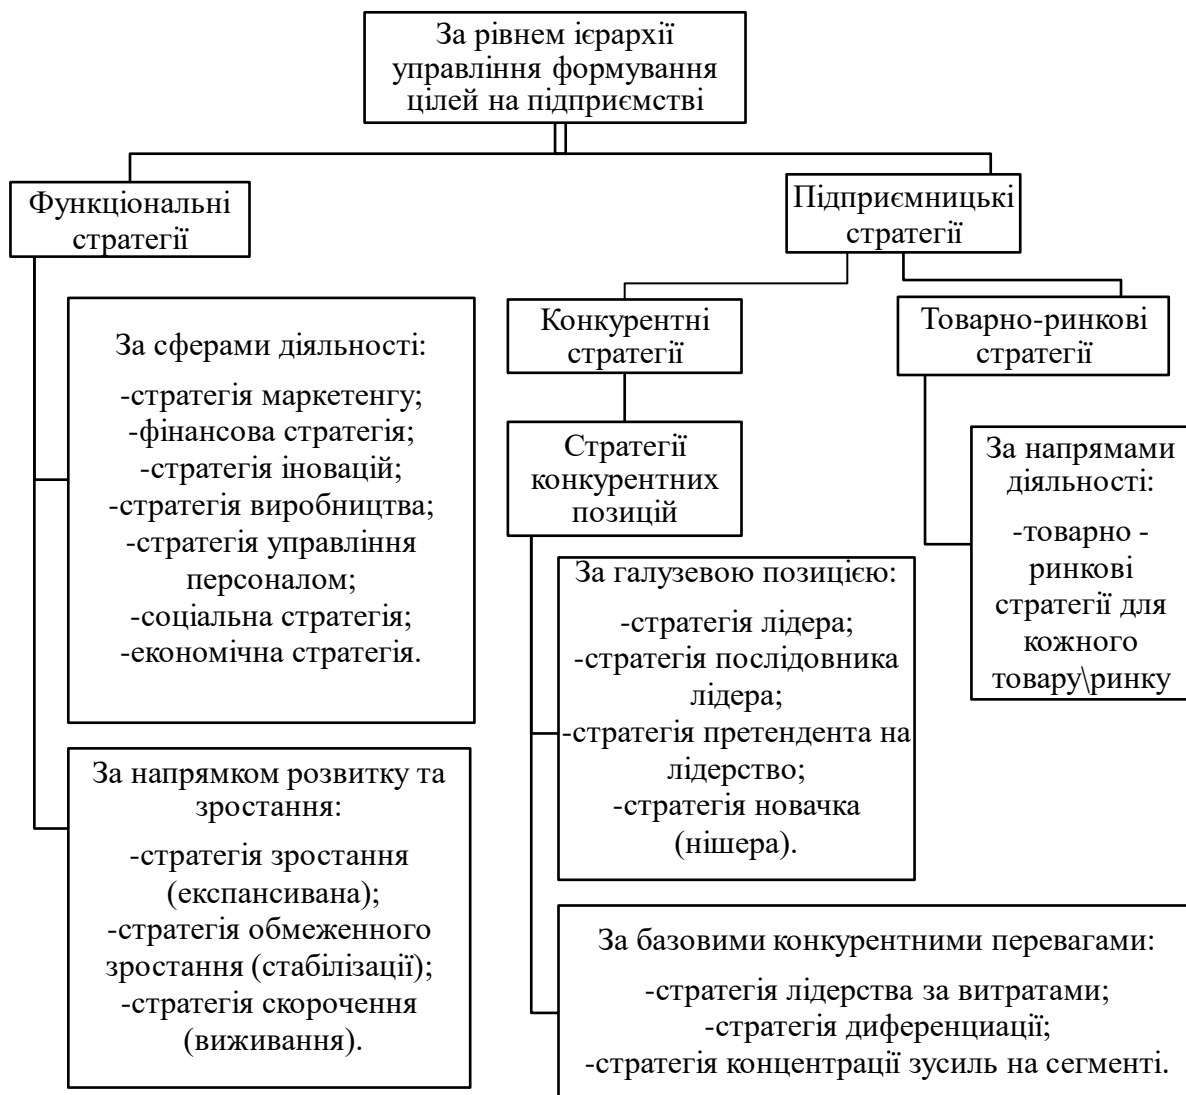 За рівнем ієрархії
управління формування
цілей на підприємстві
Функціональні
стратегії
Підприємницькі
стратегії
За сферами діяльності:
-стратегія маркетенгу;
-фінансова стратегія;
-стратегія іновацій;
-стратегія виробництва;
-стратегія управління
персоналом;
-соціальна стратегія;
-економічна стратегія.
За напрямком розвитку та
зростання:
-стратегія зростання
(експансивана);
-стратегія обмеженного
зростання (стабілізації);
-стратегія скорочення
(виживання).
Конкурентні
стратегії
Стратегії
конкурентних
позицій
За галузевою позицією:
-стратегія лідера;
-стратегія послідовника
лідера;
-стратегія претендента на
лідерство;
-стратегія новачка
(нішера).
За базовими конкурентними перевагами:
-стратегія лідерства за витратами;
-стратегія диференциації;
-стратегія концентрації зусиль на сегменті.
Товарно-ринкові
стратегії
За напрямами
діяльності:
-товарно -
ринкові
стратегії для
кожного
товару\ринку